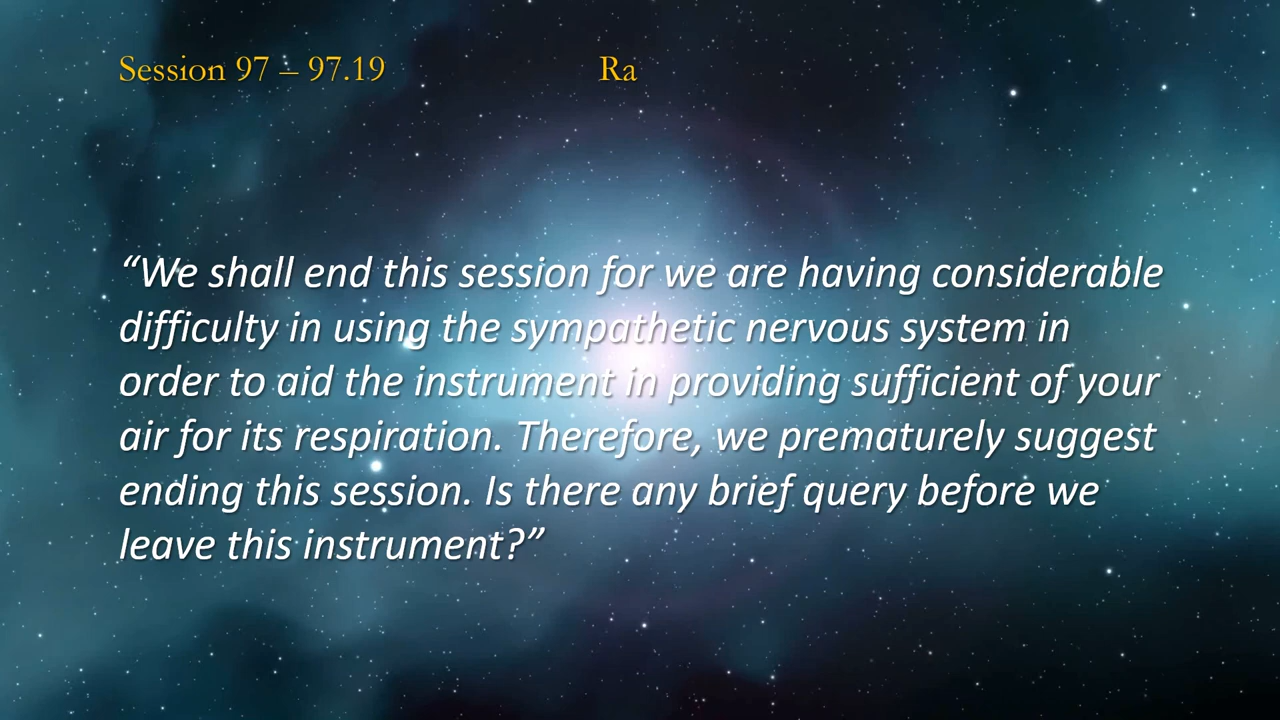 Session 97 – 97.19 Ra
“We shall end this session for we are having considerable
difficulty in using the sympathetic nervous system in
order to aid the instrument in providing sufficient of your
air for its respiration. Therefore, we prematurely suggest
ending this session. Is there any brief query before we
leave this instrument?”